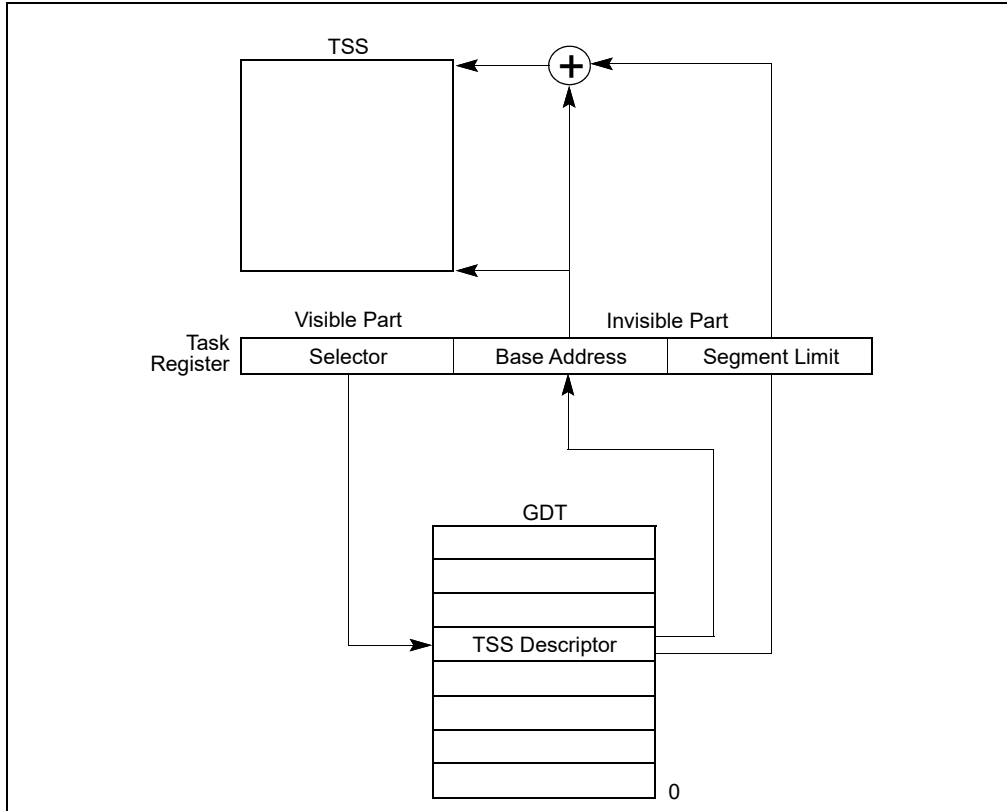 TSS
+
Visible Part
Invisible Part
Task
Register
Selector
Base Address
Segment Limit
GDT
TSS Descriptor
0